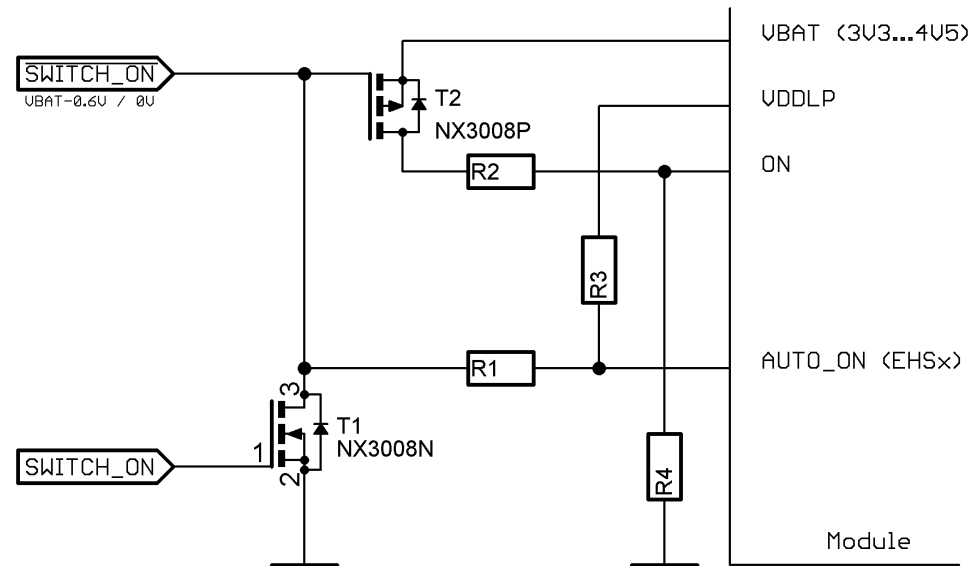 VBAT (3V3...4V5)
SWITCH_ON
VBAT-0.6V / 0V
T2
NX3008P
VDDLP
ON
R2
R3
R1
AUTO_ON (EHSx)
3
T1
NX3008N
1
SWITCH_ON
2
R4
Module